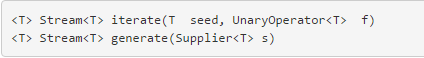 <T> Stream<T> iterate(T  seed, UnaryOperator<T>  f)
<T> Stream<T> generate(Supplier<T> s)